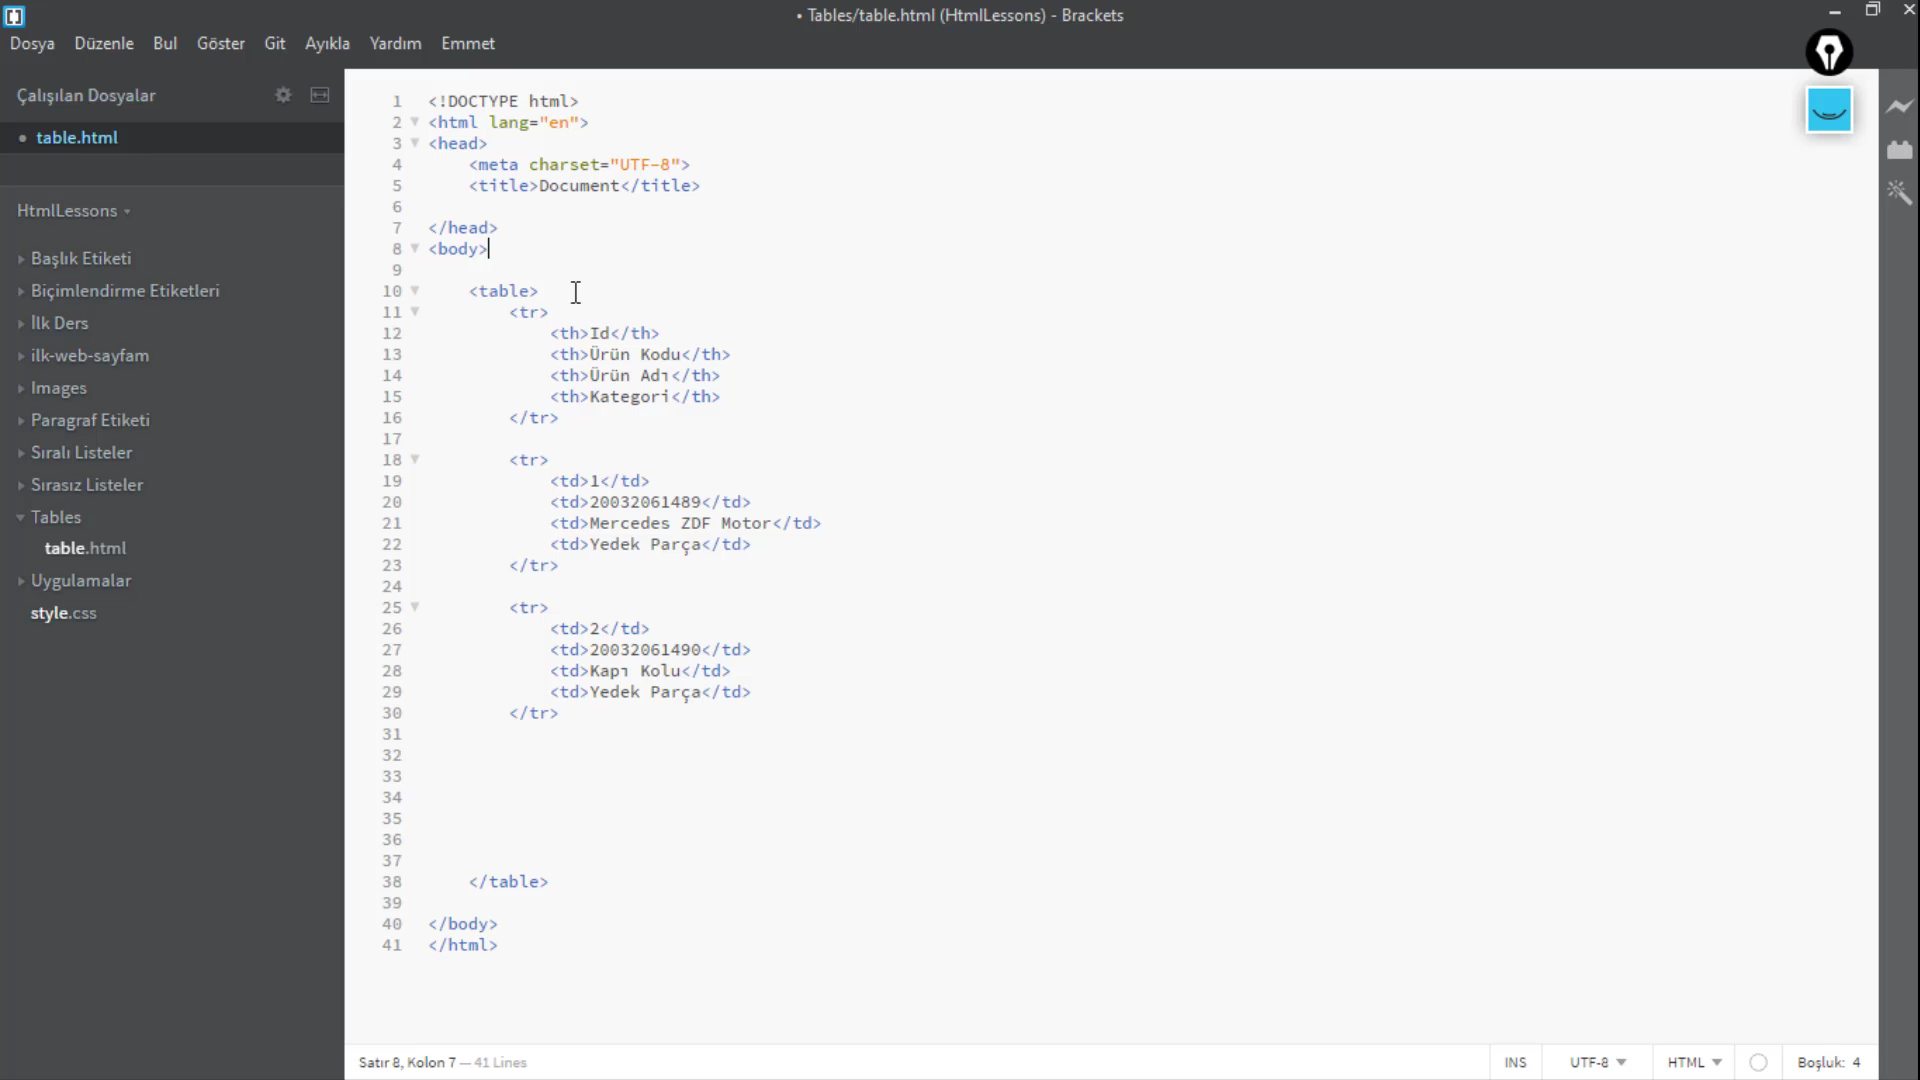 • Tables/table.html (HtmlLessons) - Brackets
Dosya Düzenle Bul Göster Git Ayıkla Yardım Emmet
Çalışılan Dosyalar
• table.html
HtmlLessons
Başlık Etiketi
Biçimlendirme Etiketleri
İlk Ders
ilk-web-sayfam
Images
Paragraf Etiketi
Sıralı Listeler
Sırasız Listeler
Tables
table.html
Uygulamalar
style.css
1 <!DOCTYPE html>
2 <html lang="en">
3 <head>
4 <meta charset="UTF-8">
5 <title>Document</title>
6
7 </head>
8 <body>
9
10 <table>
11 <tr>
12 <th>Id</th>
13 <th>Ürün Kodu</th>
14 <th>Ürün Adı</th>
15 <th>Kategori</th>
16 </tr>
17
18 <tr>
19 <td>1</td>
20 <td>20032061489</td>
21 <td>Mercedes ZDF Motor</td>
22 <td>Yedek Parça</td>
23 </tr>
24
25 <tr>
26 <td>2</td>
27 <td>20032061490</td>
28 <td>Kapı Kolu</td>
29 <td>Yedek Parça</td>
30 </tr>
31
32
33
34
35
36
37
38 </table>
39
40 </body>
41 </html>
Satır 8, Kolon 7 — 41 Lines
INS UTF-8 HTML Boşluk: 4